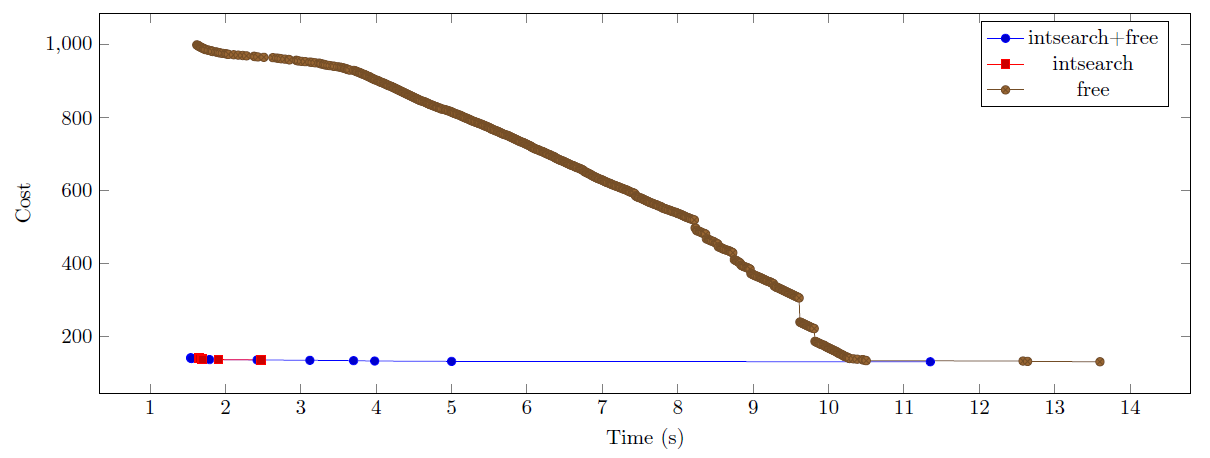 1,000
800
600
400
200
Cost
1 2 3 4 5 6 7 8 9 10 11 12 13 14
Time (s)
intsearch+free
intsearch
free